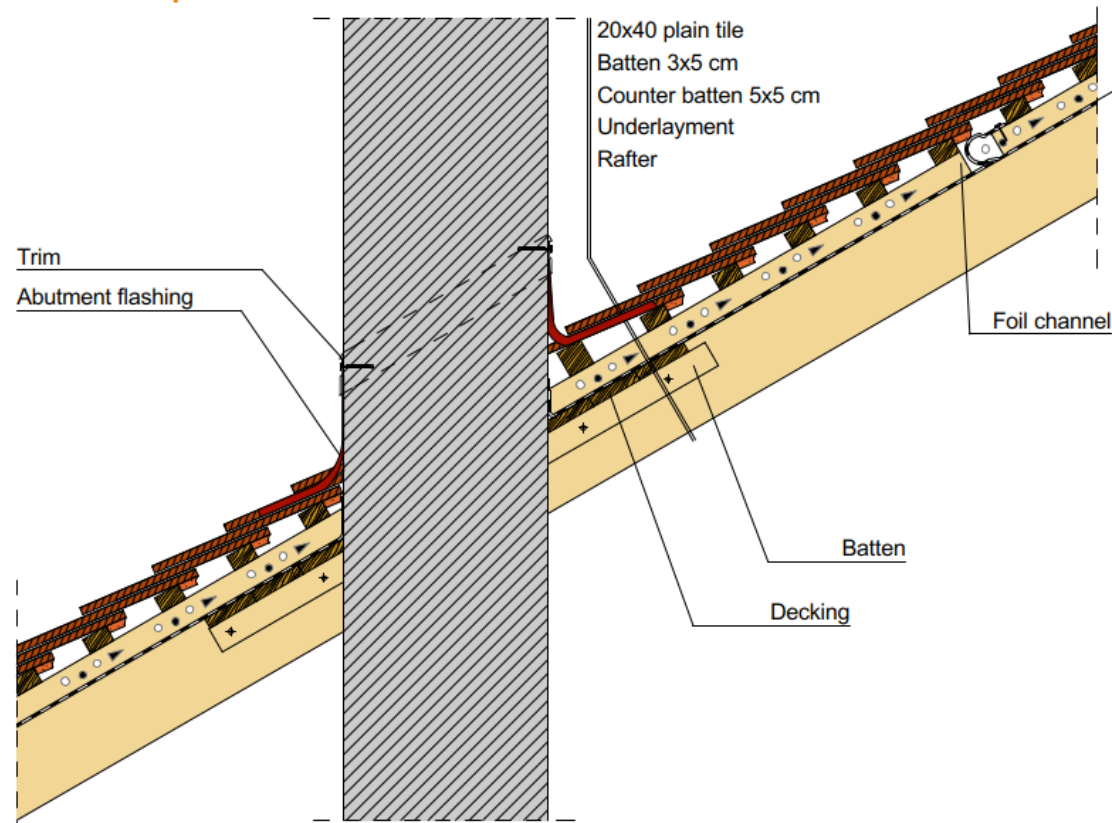 20x40 plain tile
Batten 3x5 cm
Counter batten 5x5 cm
Underlayment
Rafter
Trim
Abutment flashing
Foil channel
Batten
Decking